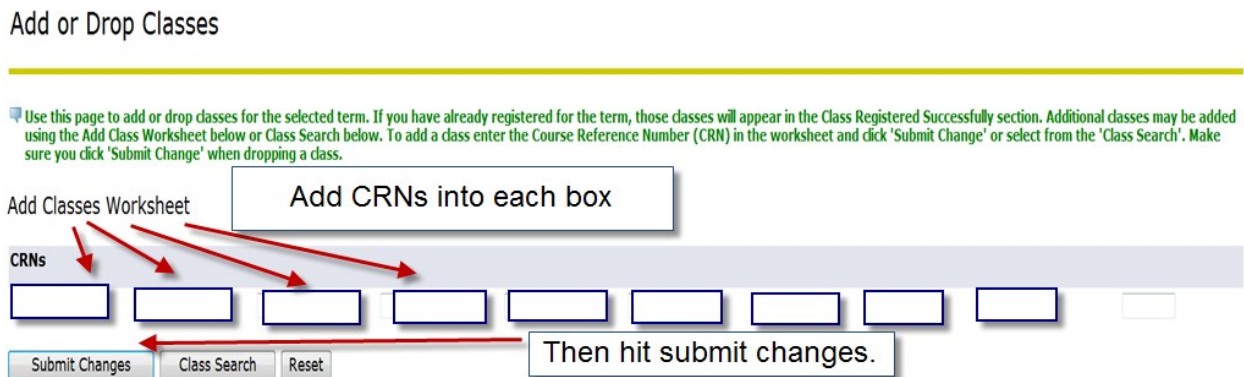 Add or Drop Classes
Use this page to add or drop classes for the selected term. If you have already registered for the term, those classes will appear in the Class Registered Successfully section. Additional classes may be added
using the Add Class Worksheet below or Class Search below. To add a class enter the Course Reference Number (CRN) in the worksheet and click 'Submit Change' or select from the 'Class Search'. Make
sure you click 'Submit Change' when dropping a class.
Add CRNs into each box
Add Classes Worksheet
CRNs
Then hit submit changes.
Submit Changes Class Search Reset